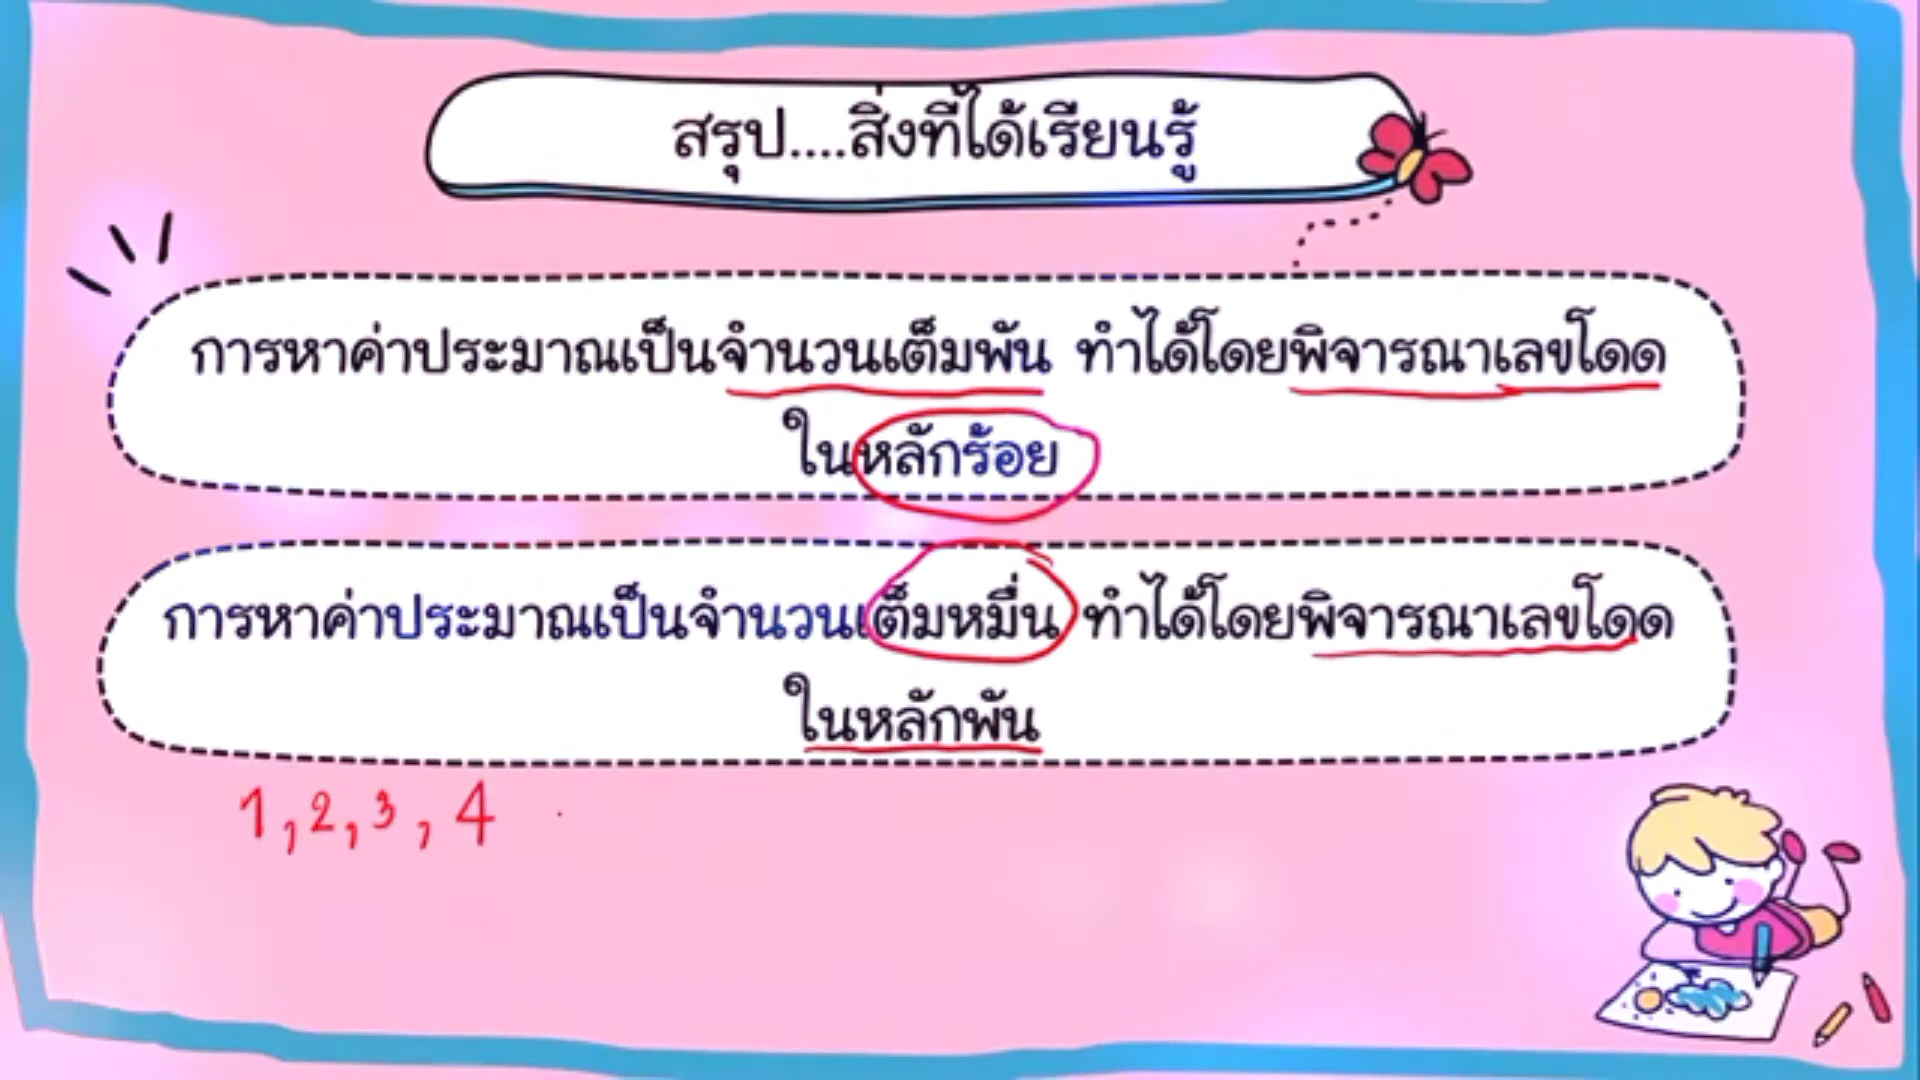 สรุป....สิ่งที่ได้เรียนรู้
การหาค่าประมาณเป็นจำนวนเต็มพัน ทำได้โดยพิจารณาเลขโดด
ในหลักร้อย
การหาค่าประมาณเป็นจำนวนเต็มหมื่น ทำได้โดยพิจารณาเลขโดด
ในหลักพัน
1,2,3,4